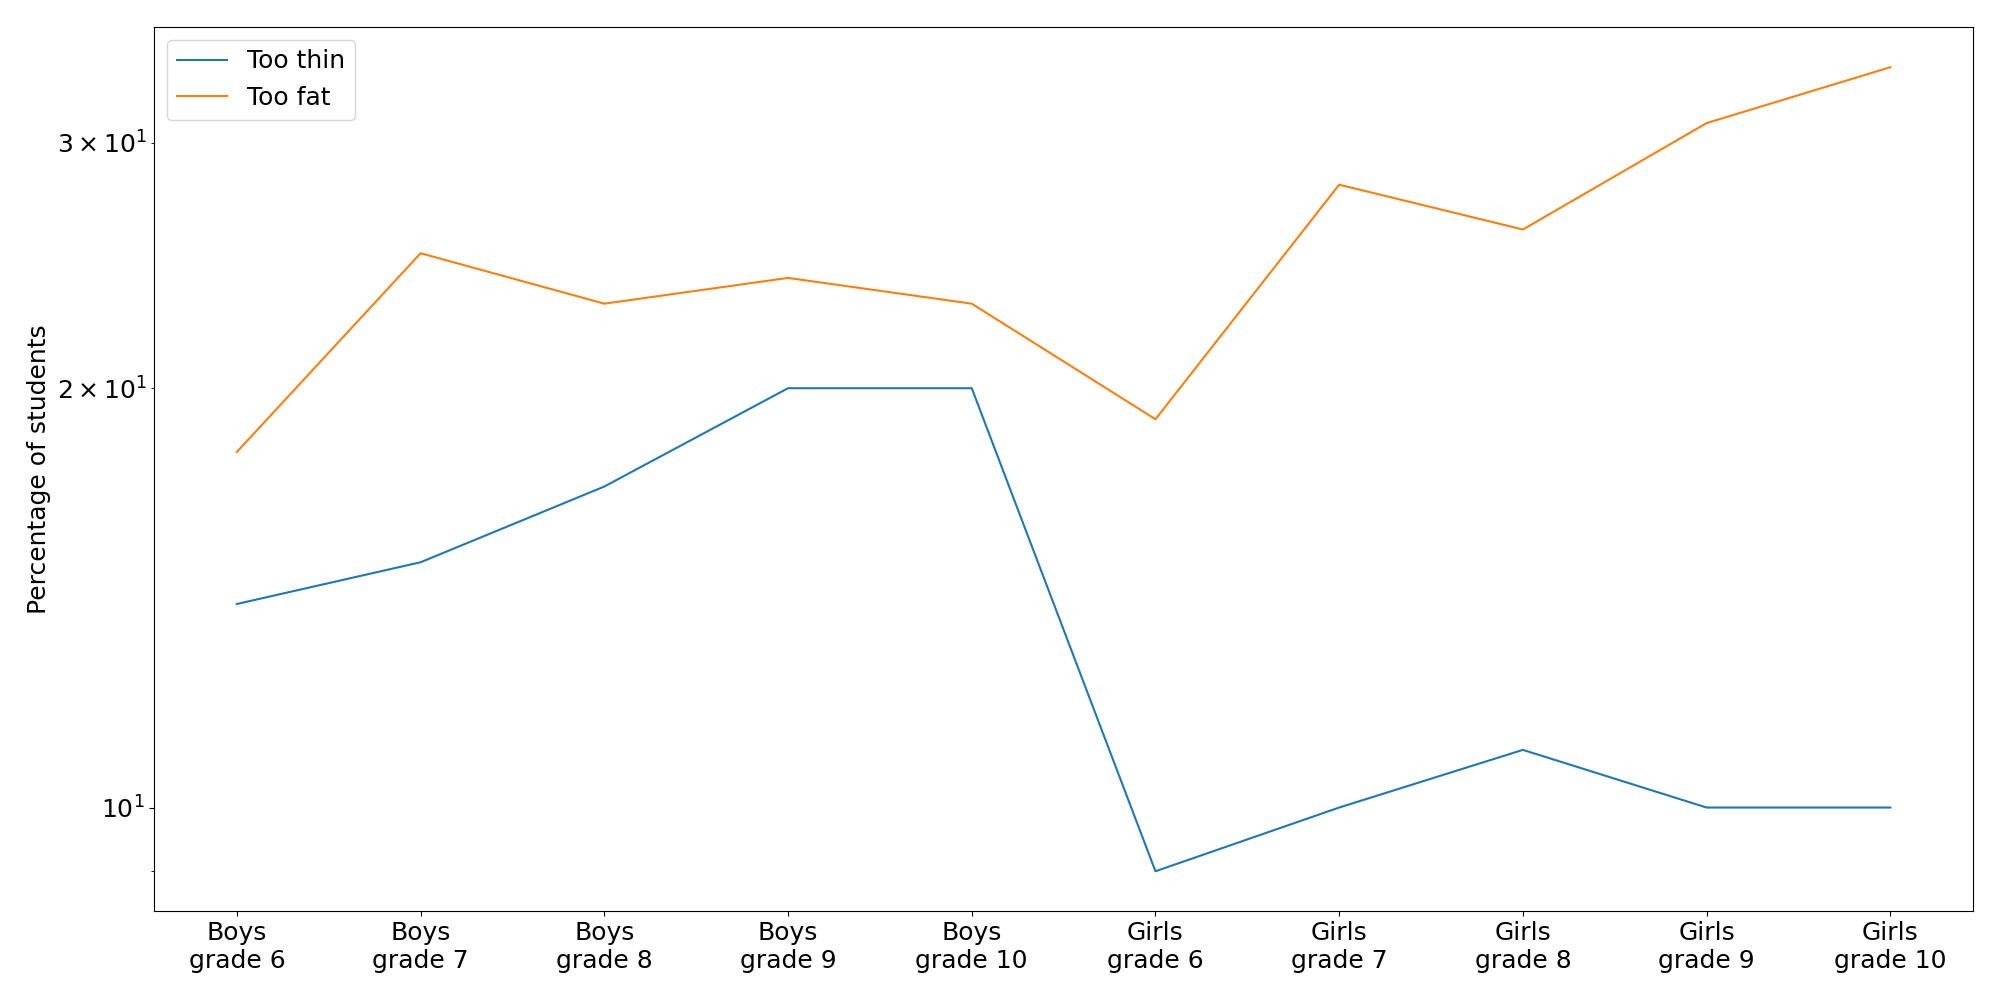 Too thin
Too fat
3 × 10¹
2 × 10¹
10¹
Percentage of students
Boys grade 6
Boys grade 7
Boys grade 8
Boys grade 9
Boys grade 10
Girls grade 6
Girls grade 7
Girls grade 8
Girls grade 9
Girls grade 10